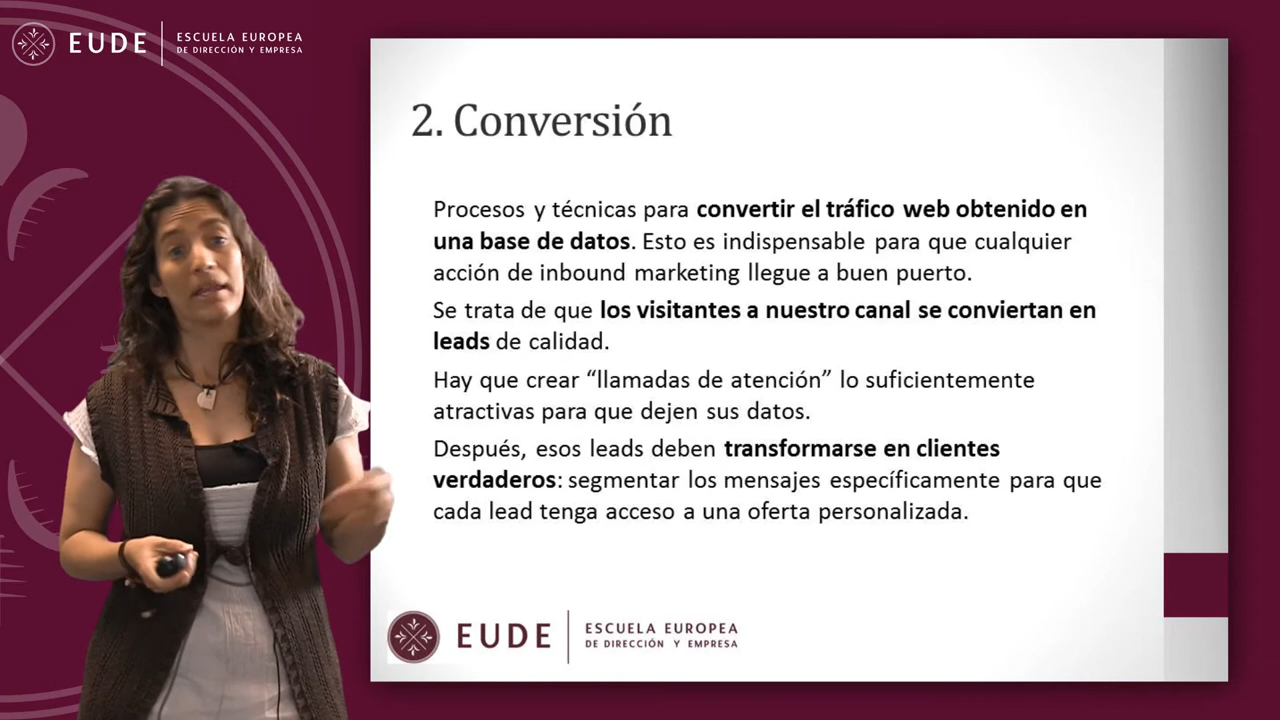 EUDE
ESCUELA EUROPEA
DE DIRECCIÓN Y EMPRESA
2. Conversión
Procesos y técnicas para convertir el tráfico web obtenido en
una base de datos. Esto es indispensable para que cualquier
acción de inbound marketing llegue a buen puerto.
Se trata de que los visitantes a nuestro canal se conviertan en
leads de calidad.
Hay que crear “llamadas de atención” lo suficientemente
atractivas para que dejen sus datos.
Después, esos leads deben transformarse en clientes
verdaderos: segmentar los mensajes específicamente para que
cada lead tenga acceso a una oferta personalizada.
EUDE
ESCUELA EUROPEA
DE DIRECCIÓN Y EMPRESA